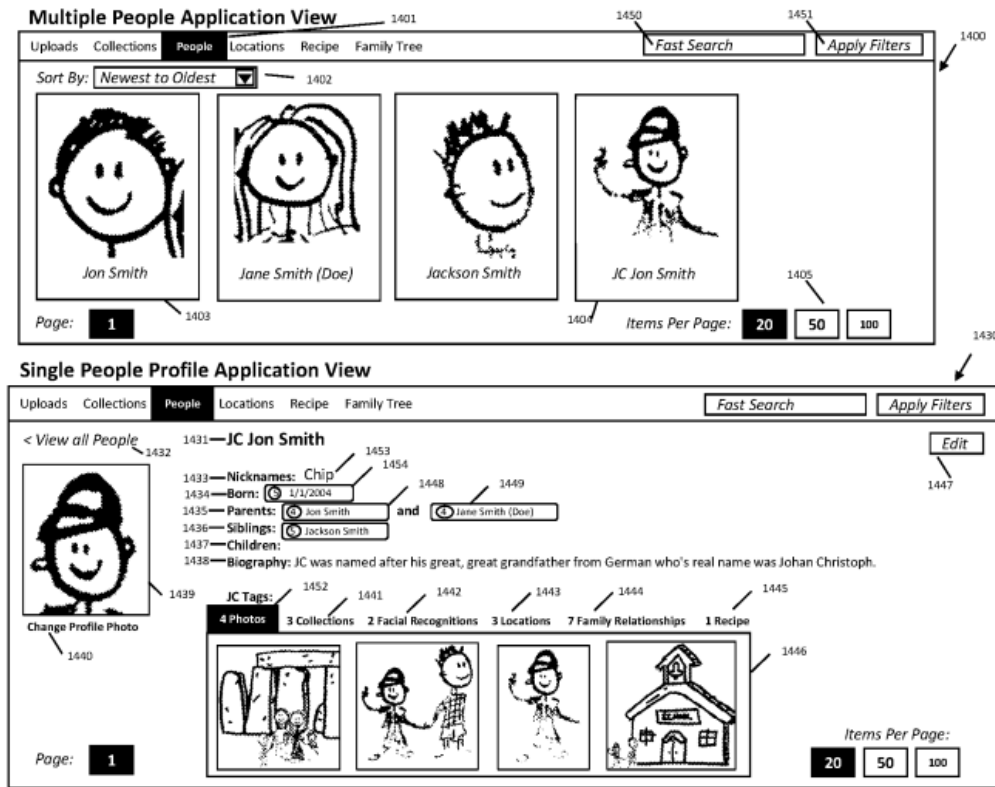 Multiple People Application View
1401
1450
1451
1400
Uploads Collections People Locations Recipe Family Tree Fast Search Apply Filters
Sort By: Newest to Oldest 1402
Jon Smith Jane Smith (Doe) Jackson Smith JC Jon Smith
1403
1404
1405
Page: 1 Items Per Page: 20 50 100
1430
Single People Profile Application View
Uploads Collections People Locations Recipe Family Tree Fast Search Apply Filters
< View all People 1431 JC Jon Smith Edit
1432
1453
1454
1447
1433 Nicknames: Chip
1434 Born: 5 1/1/2004 1448 1449
1435 Parents: 4 Jon Smith and 4 Jane Smith (Doe)
1436 Siblings: 5 Jackson Smith
1437 Children:
1438 Biography: JC was named after his great, great grandfather from German who's real name was Johan Christoph.
1439
JC Tags: 1452 1441 1442 1443 1444 1445
4 Photos 3 Collections 2 Facial Recognitions 3 Locations 7 Family Relationships 1 Recipe
Change Profile Photo
1440
1446
Items Per Page:
Page: 1 20 50 100